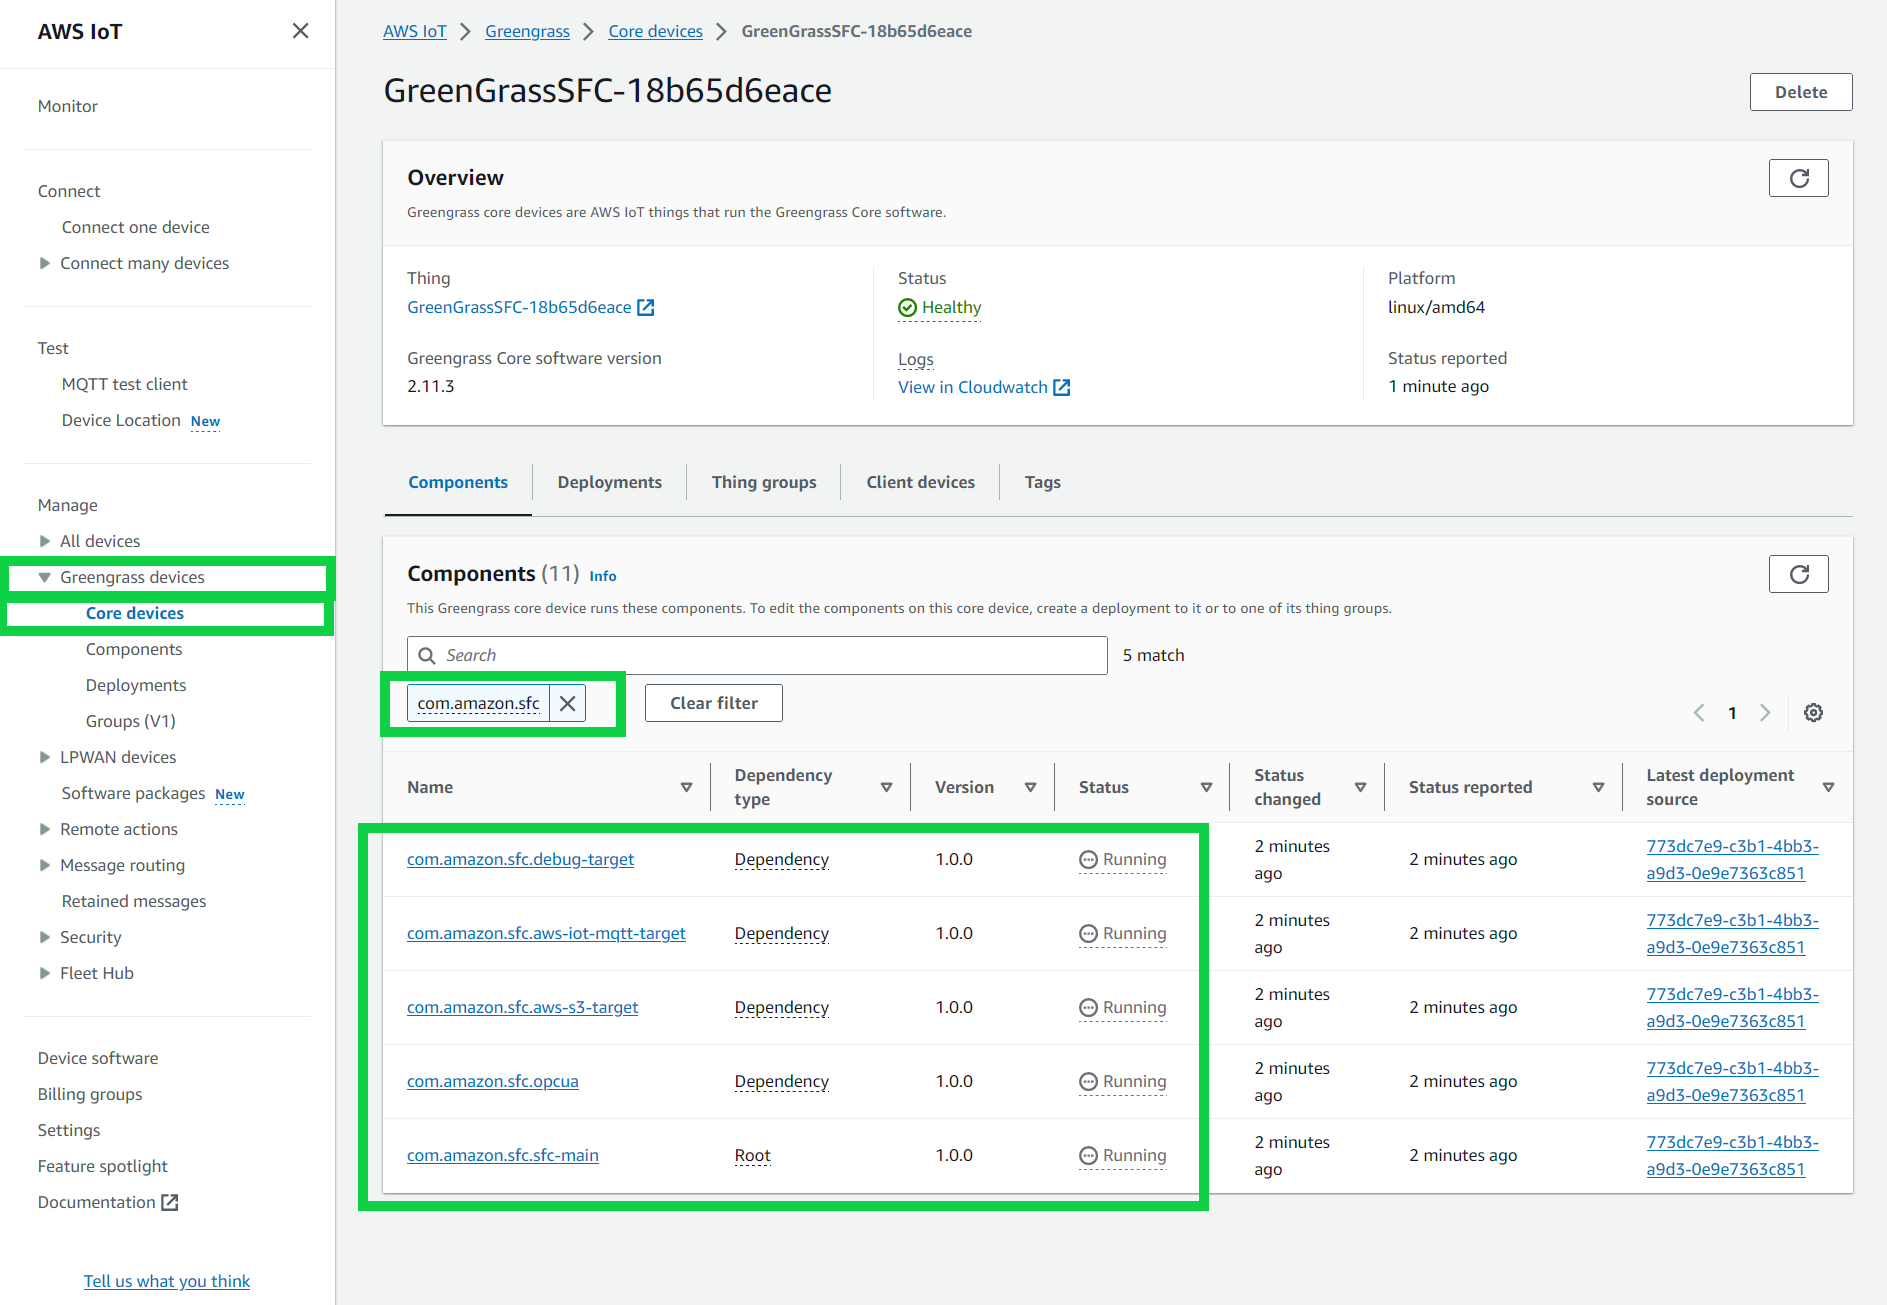 AWS IoT
Monitor
Connect
Connect one device
Connect many devices
Test
MQTT test client
Device Location New
Manage
All devices
Greengrass devices
Core devices
Components
Deployments
Groups (V1)
LPWAN devices
Software packages New
Remote actions
Message routing
Retained messages
Security
Fleet Hub
Device software
Billing groups
Settings
Feature spotlight
Documentation
Tell us what you think
AWS IoT > Greengrass > Core devices > GreenGrassSFC-18b65d6eace
GreenGrassSFC-18b65d6eace
Delete
Overview
Greengrass core devices are AWS IoT things that run the Greengrass Core software.
Thing
GreenGrassSFC-18b65d6eace
Greengrass Core software version
2.11.3
Status
Healthy
Logs
View in Cloudwatch
Platform
linux/amd64
Status reported
1 minute ago
Components Deployments Thing groups Client devices Tags
Components (11) Info
This Greengrass core device runs these components. To edit the components on this core device, create a deployment to it or to one of its thing groups.
Search
5 match
com.amazon.sfc
Clear filter
1
Name
Dependency
type
Version
Status
Status
changed
Status reported
Latest deployment
source
com.amazon.sfc.debug-target
Dependency
1.0.0
Running
2 minutes
ago
2 minutes ago
773dc7e9-c3b1-4bb3-
a9d3-0e9e7363c851
com.amazon.sfc.aws-iot-mqtt-target
Dependency
1.0.0
Running
2 minutes
ago
2 minutes ago
773dc7e9-c3b1-4bb3-
a9d3-0e9e7363c851
com.amazon.sfc.aws-s3-target
Dependency
1.0.0
Running
2 minutes
ago
2 minutes ago
773dc7e9-c3b1-4bb3-
a9d3-0e9e7363c851
com.amazon.sfc.opcua
Dependency
1.0.0
Running
2 minutes
ago
2 minutes ago
773dc7e9-c3b1-4bb3-
a9d3-0e9e7363c851
com.amazon.sfc.sfc-main
Root
1.0.0
Running
2 minutes
ago
2 minutes ago
773dc7e9-c3b1-4bb3-
a9d3-0e9e7363c851